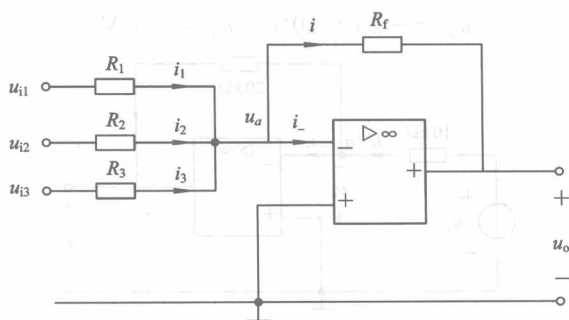 i
R_f
R_1
i_1
u_i1
R_2
i_2
u_a
i_-
▷ ∞
u_i2
−
R_3
i_3
+
u_i3
+
+
u_o
−